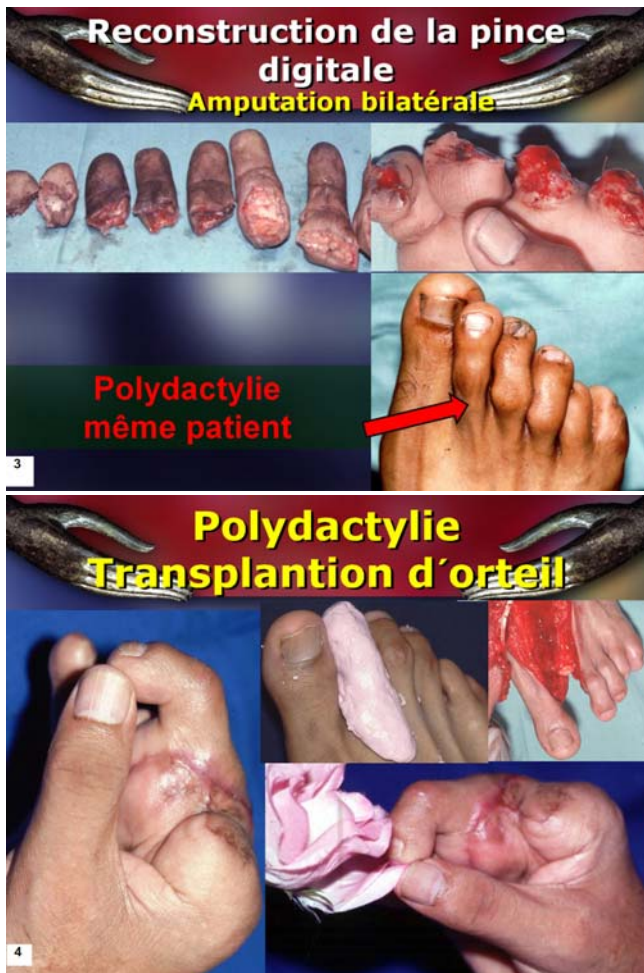 Reconstruction de la pince
digitale
Amputation bilatérale
Polydactylie
même patient
3
Polydactylie
Transplantion d´orteil
4